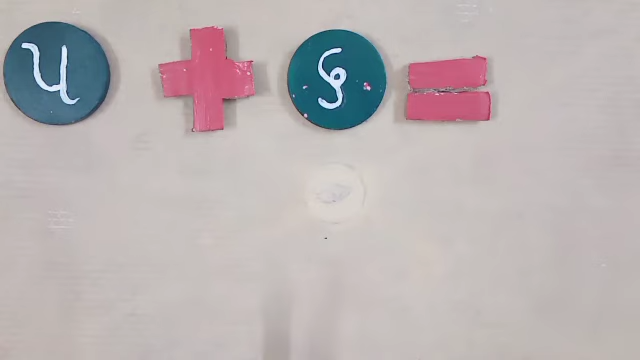 ૫ + ૬ =